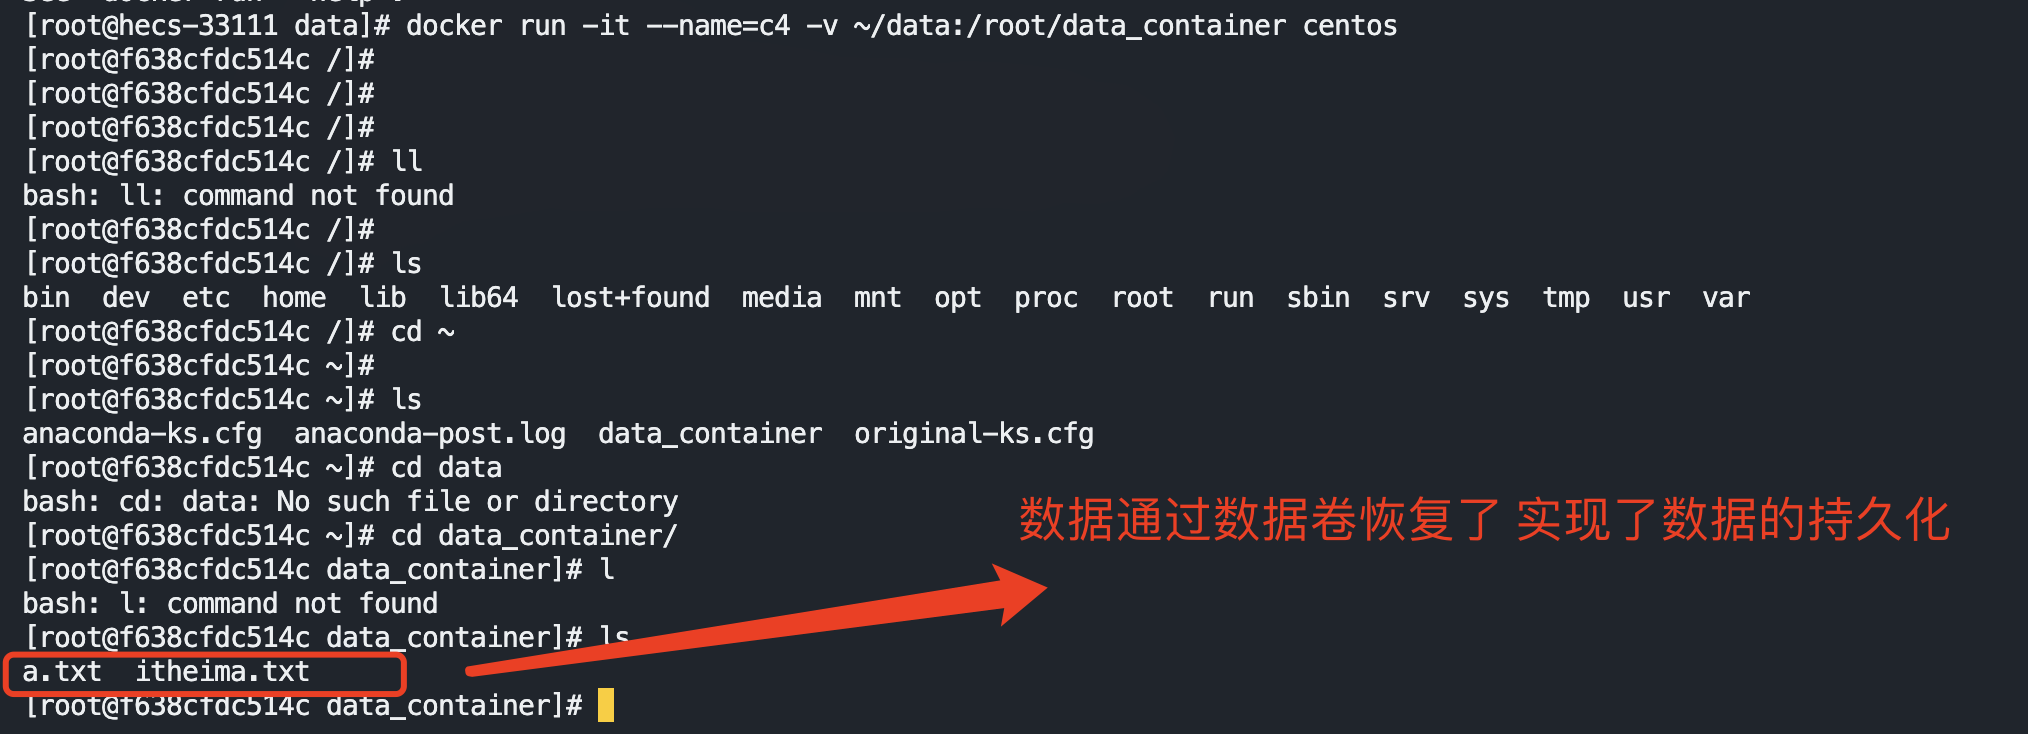 [root@hecs-33111 data]# docker run -it --name=c4 -v ~/data:/root/data_container centos
[root@f638cfdc514c /]#
[root@f638cfdc514c /]#
[root@f638cfdc514c /]#
[root@f638cfdc514c /]# ll
bash: ll: command not found
[root@f638cfdc514c /]#
[root@f638cfdc514c /]# ls
bin  dev  etc  home  lib  lib64  lost+found  media  mnt  opt  proc  root  run  sbin  srv  sys  tmp  usr  var
[root@f638cfdc514c /]# cd ~
[root@f638cfdc514c ~]#
[root@f638cfdc514c ~]# ls
anaconda-ks.cfg  anaconda-post.log  data_container  original-ks.cfg
[root@f638cfdc514c ~]# cd data
bash: cd: data: No such file or directory
数据通过数据卷恢复了 实现了数据的持久化
[root@f638cfdc514c ~]# cd data_container/
[root@f638cfdc514c data_container]# l
bash: l: command not found
[root@f638cfdc514c data_container]# ls
a.txt  itheima.txt
[root@f638cfdc514c data_container]#